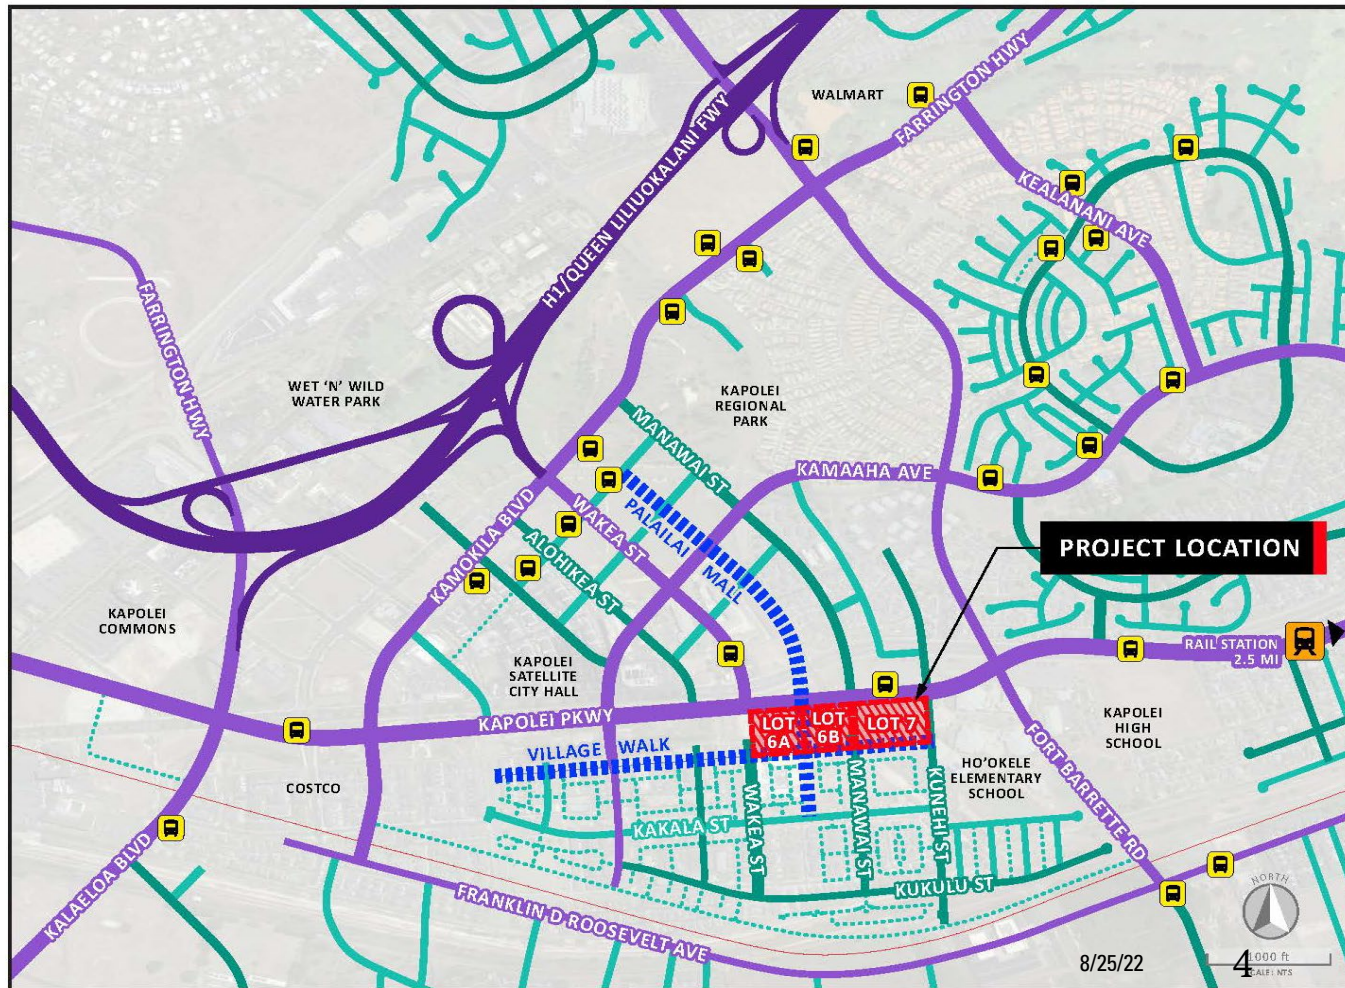 WALMART
FARRINGTON HWY
H1/QUEEN LILIUOKALANI FWY
KEALANANI AVE
FARRINGTON HWY
WET ‘N’ WILD
WATER PARK
KAPOLEI
REGIONAL
PARK
MANAWAI ST
KAMAAHA AVE
KAMOKILA BLVD
WAKEA ST
PALAILAI MALL
ALOHIKEA ST
PROJECT LOCATION
KAPOLEI
COMMONS
KAPOLEI
SATELLITE
CITY HALL
RAIL STATION
2.5 MI
KAPOLEI PKWY
LOT
6A
LOT
6B
LOT 7
KAPOLEI
HIGH
SCHOOL
FORT BARRETTE RD
VILLAGE WALK
HO’OKELE
ELEMENTARY
SCHOOL
COSTCO
WAKEA ST
MANAWAI ST
KUNEHI ST
KAKALA ST
KALAELOA BLVD
KUKULU ST
FRANKLIN D ROOSEVELT AVE
NORTH
8/25/22
4
1000 ft
SCALE: NTS